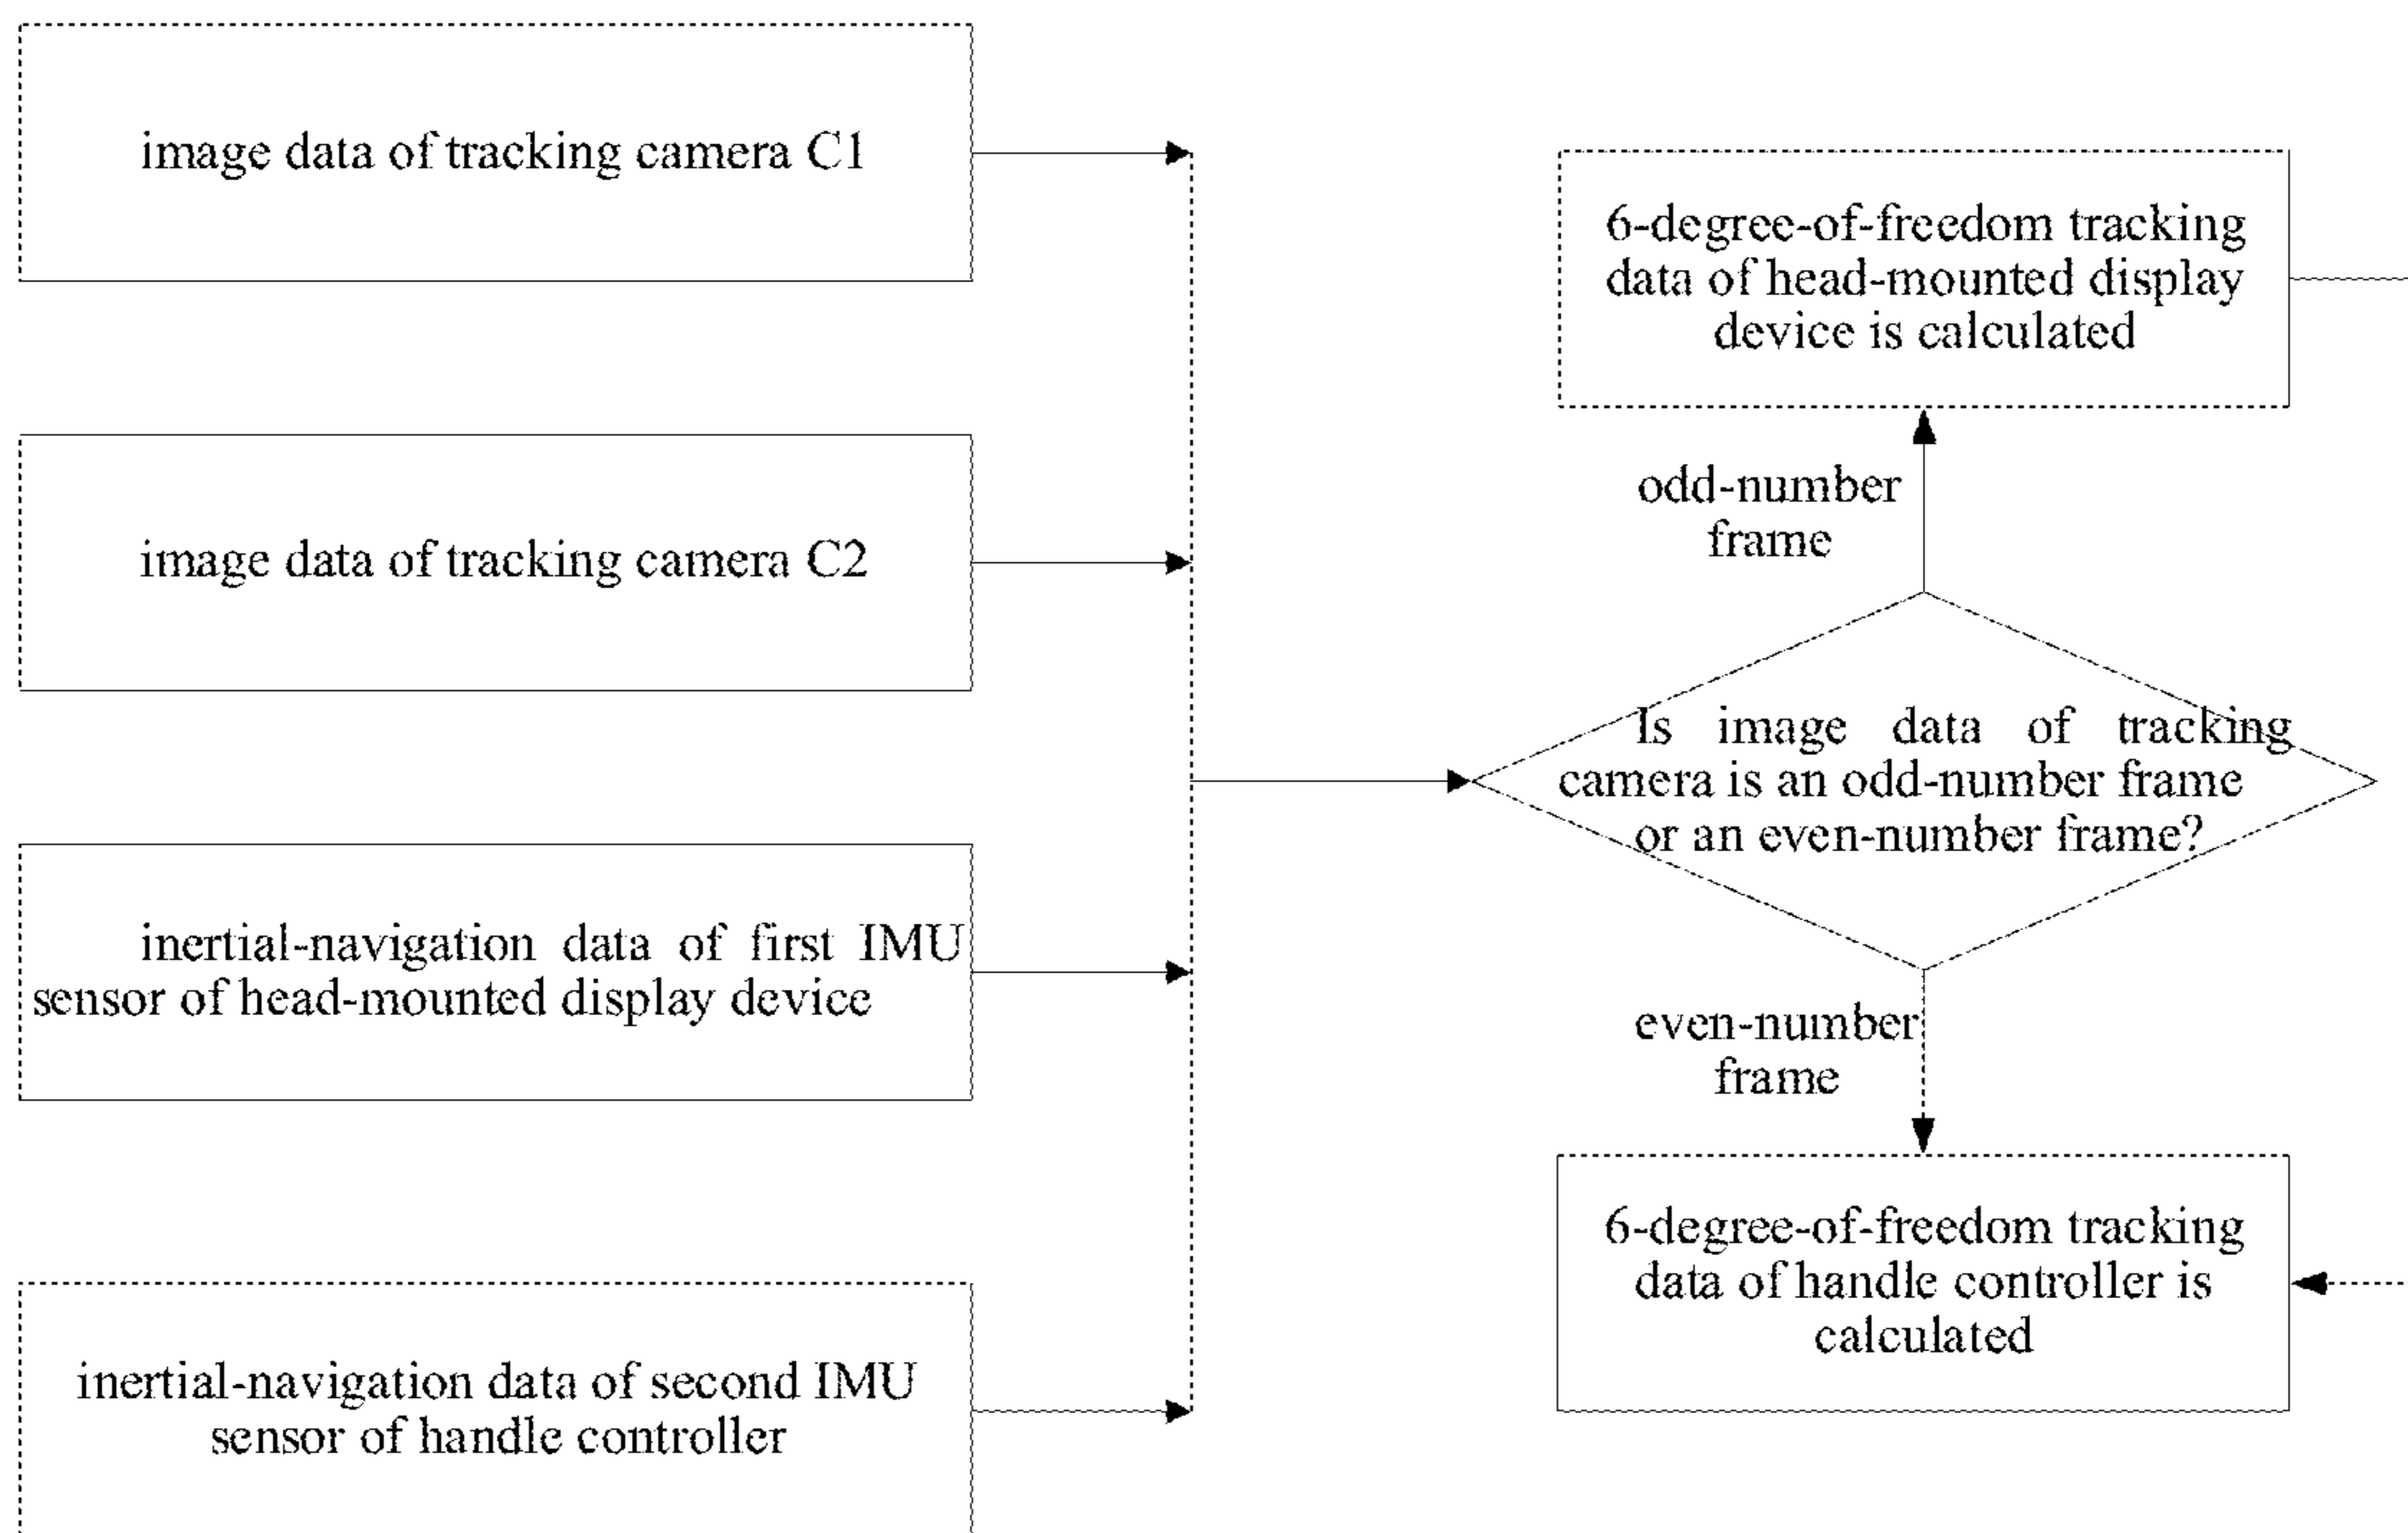 image data of tracking camera C1
image data of tracking camera C2
inertial-navigation data of first IMU
sensor of head-mounted display device
inertial-navigation data of second IMU
sensor of handle controller
6-degree-of-freedom tracking
data of head-mounted display
device is calculated
odd-number
frame
Is image data of tracking
camera is an odd-number frame
or an even-number frame?
even-number
frame
6-degree-of-freedom tracking
data of handle controller is
calculated